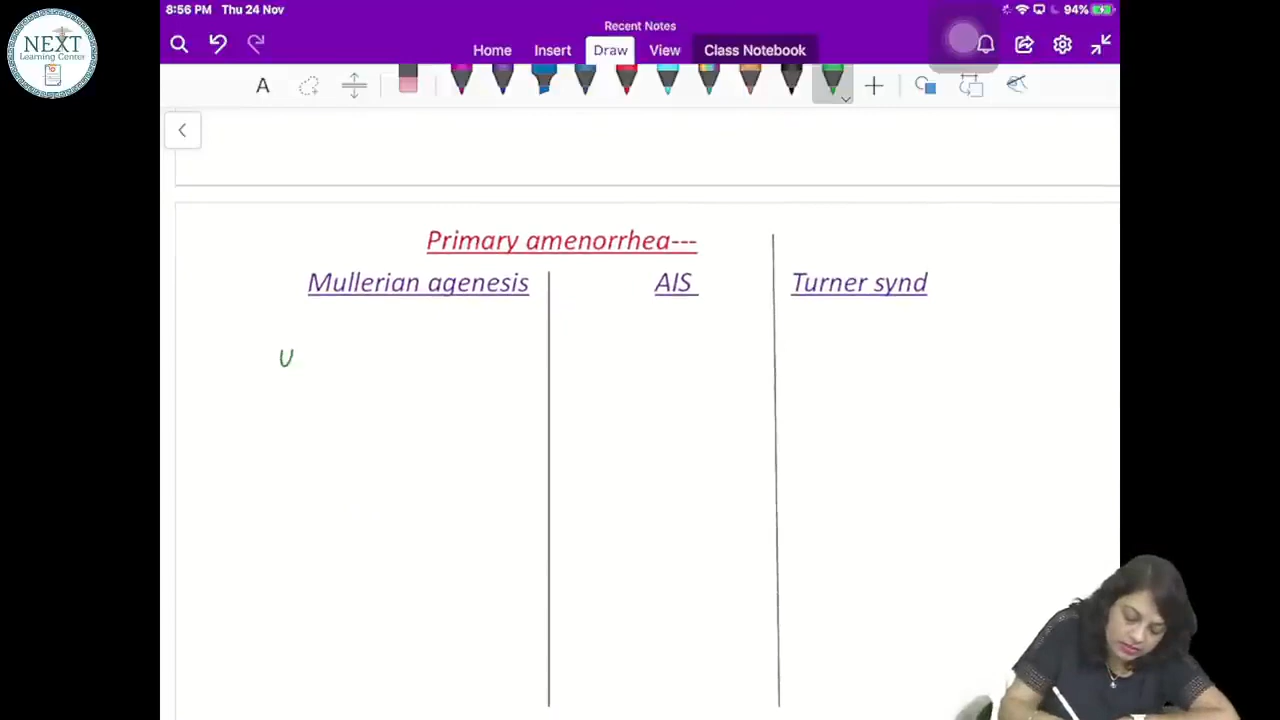 8:56 PM Thu 24 Nov
Recent Notes
94%
NEXT
Learning Center
Home Insert Draw View Class Notebook
A
Primary amenorrhea---
Mullerian agenesis AIS Turner synd
U